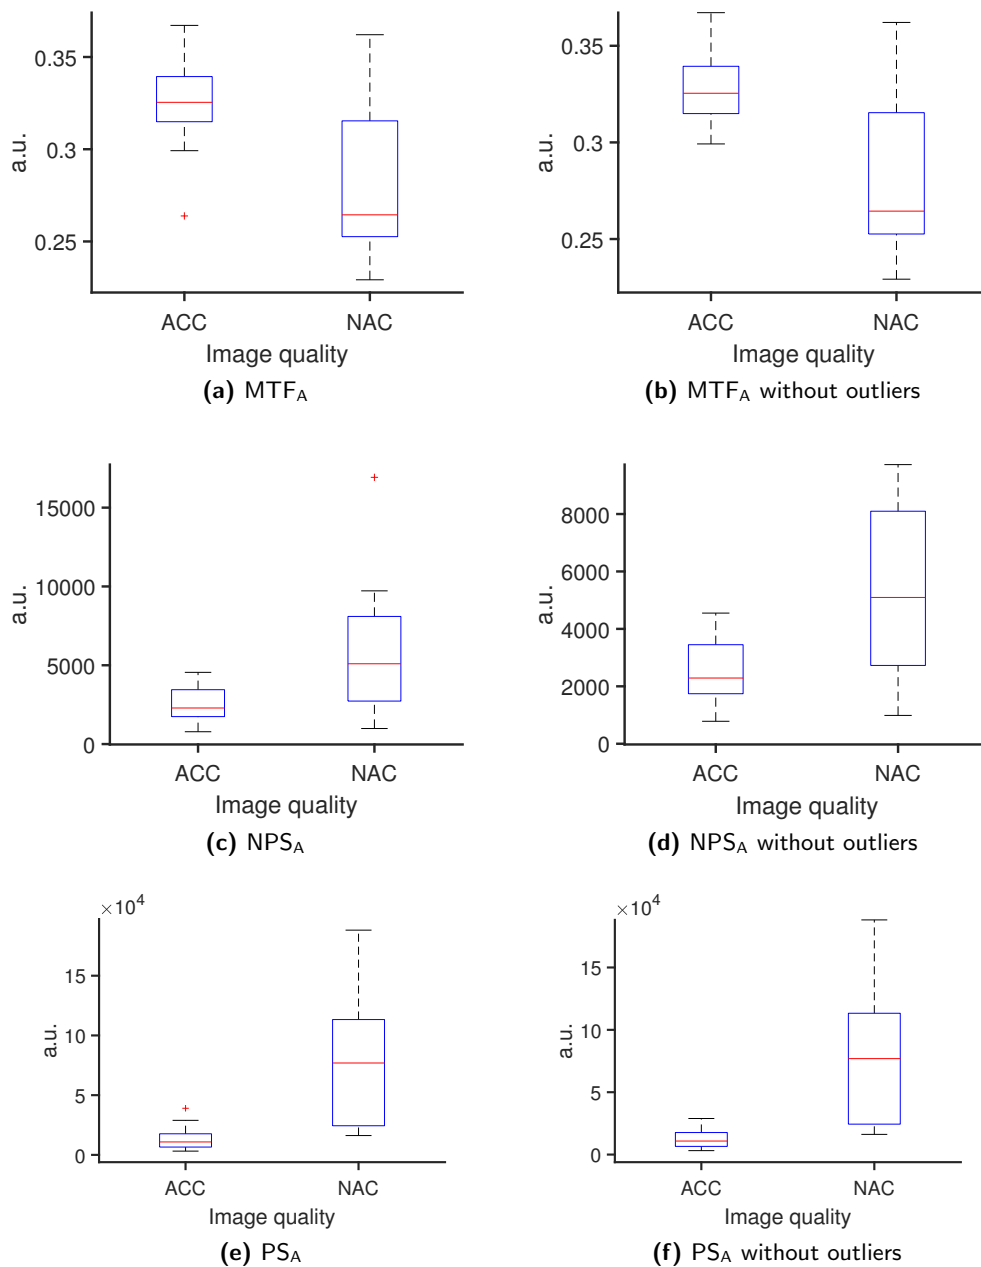 0.35
0.3
0.25
a.u.
ACC NAC
Image quality
(a) MTF_A
0.35
0.3
0.25
a.u.
ACC NAC
Image quality
(b) MTF_A without outliers
15000
10000
5000
0
a.u.
ACC NAC
Image quality
(c) NPS_A
8000
6000
4000
2000
0
a.u.
ACC NAC
Image quality
(d) NPS_A without outliers
×10^4
15
10
5
0
a.u.
ACC NAC
Image quality
(e) PS_A
×10^4
15
10
5
0
a.u.
ACC NAC
Image quality
(f) PS_A without outliers